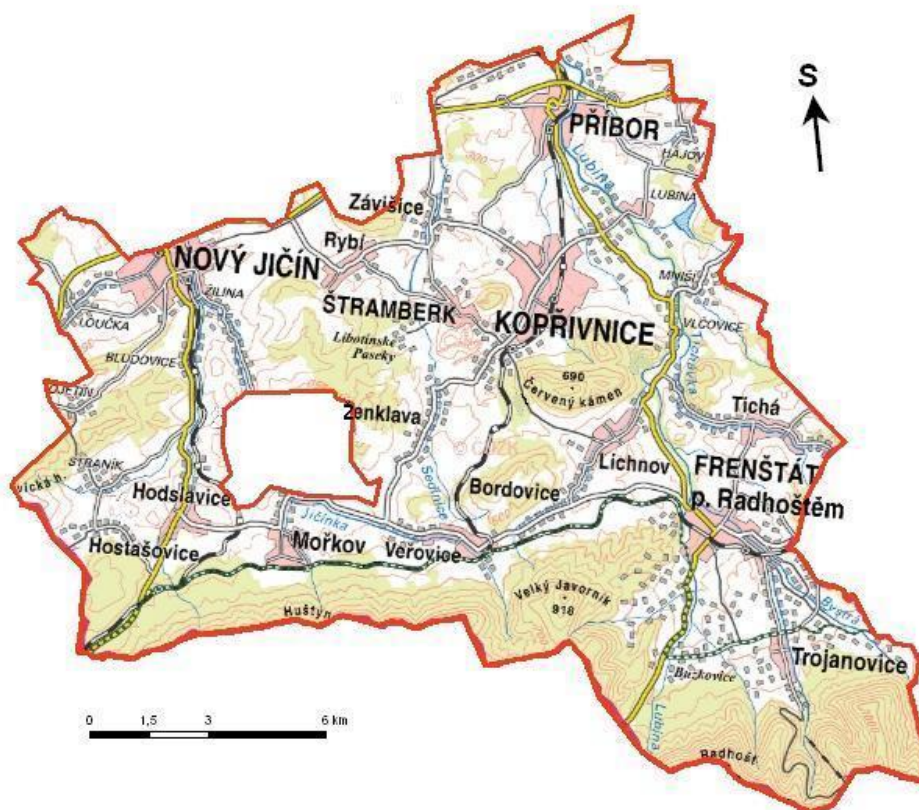 S
PŘÍBOR
HÁJOV
Lubina
LUBINA
Závišice
Rybí
NOVÝ JIČÍN
ŽILINA
MNIŠÍ
ŠTRAMBERK
KOPŘIVNICE
LOUČKA
Libotínské
Paseky
VLČOVICE
Tichávka
BLUDOVICE
690
Červený kámen
Ženklava
Tichá
STRANÍK
Sedlnice
Lichnov
FRENŠTÁT
p. Radhoštěm
Bordovice
Hodslavice
Jičínka
Hostašovice
Mořkov
Veřovice
Velký Javorník
918
Huštýn
Bystrá
Trojanovice
Buzkovice
Lubina
Radhošť
0 1,5 3 6 km